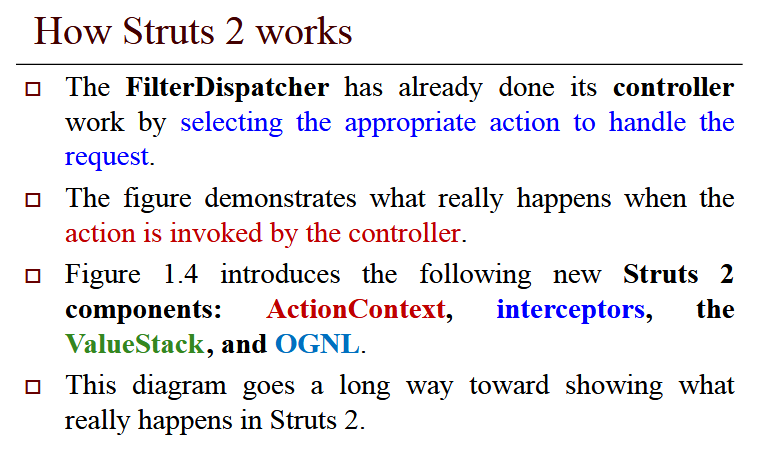 How Struts 2 works
The FilterDispatcher has already done its controller
work by selecting the appropriate action to handle the
request.
The figure demonstrates what really happens when the
action is invoked by the controller.
Figure 1.4 introduces the following new Struts 2
components: ActionContext, interceptors, the
ValueStack, and OGNL.
This diagram goes a long way toward showing what
really happens in Struts 2.